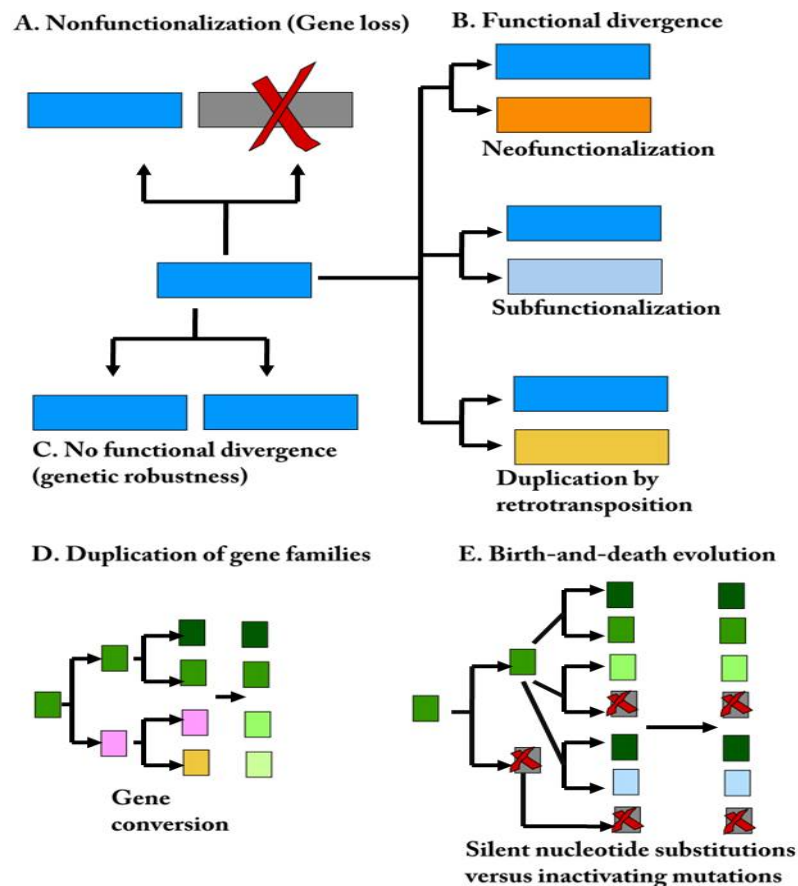 A. Nonfunctionalization (Gene loss)
B. Functional divergence
Neofunctionalization
Subfunctionalization
C. No functional divergence
(genetic robustness)
Duplication by
retrotransposition
D. Duplication of gene families
E. Birth-and-death evolution
Gene
conversion
Silent nucleotide substitutions
versus inactivating mutations